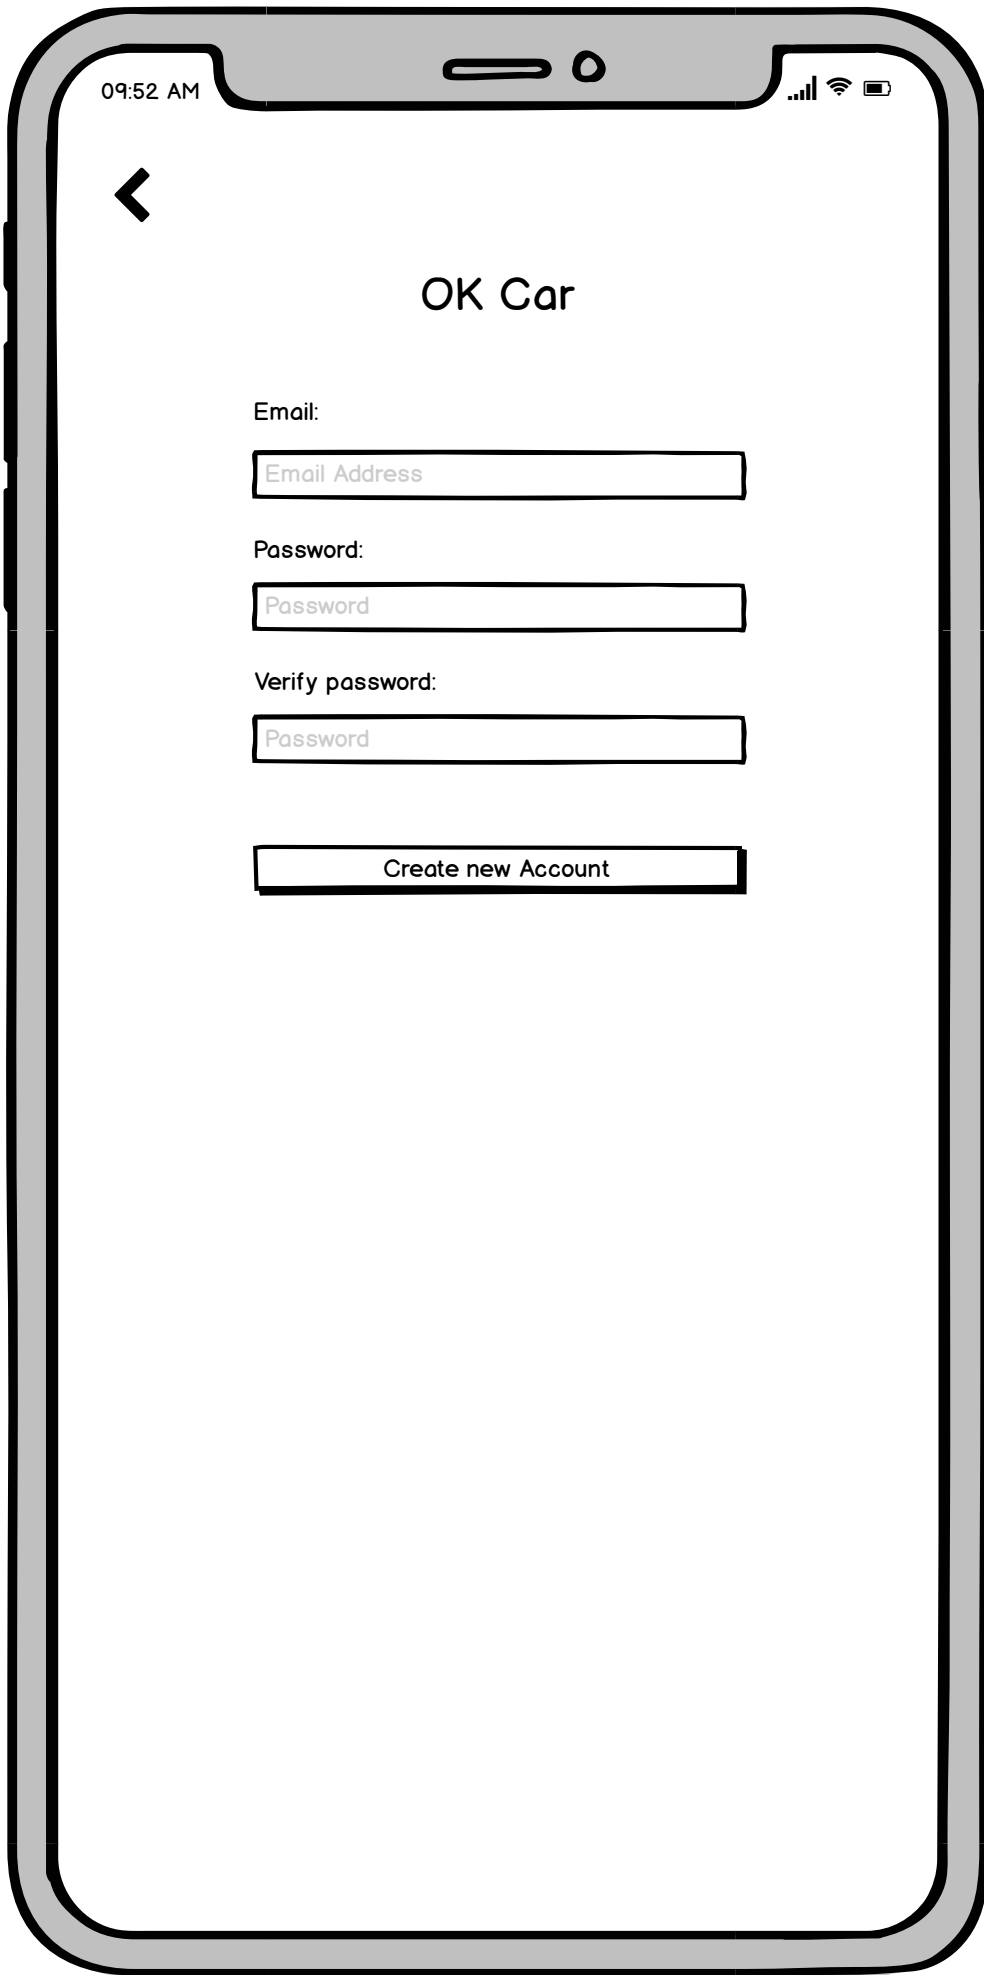 09:52 AM
OK Car
Email:
Email Address
Password:
Password
Verify password:
Password
Create new Account